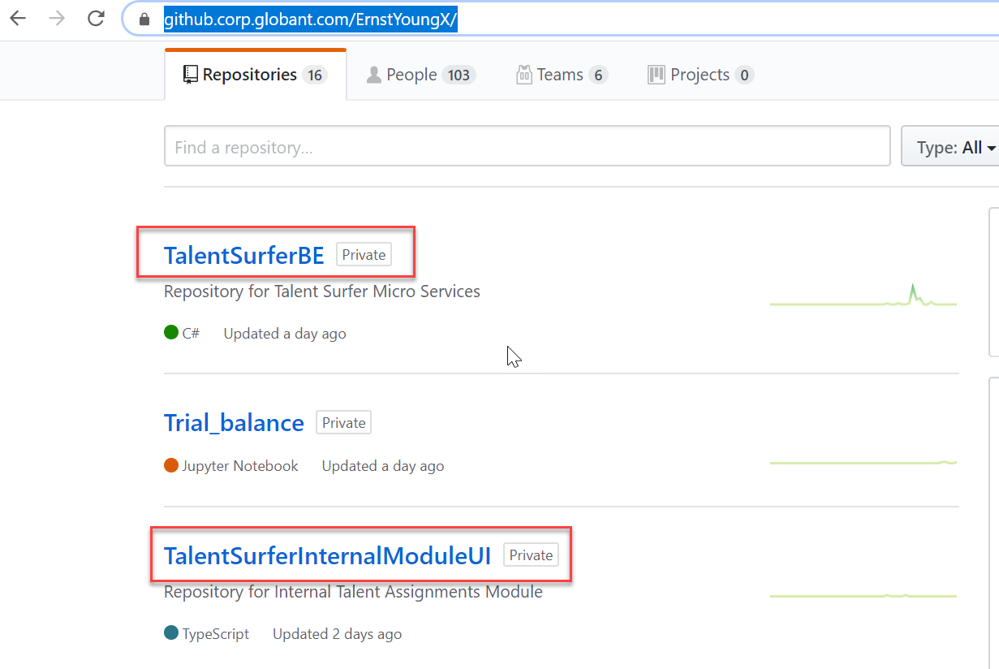 github.corp.globant.com/ErnstYoungX/
Repositories 16 People 103 Teams 6 Projects 0
Find a repository... Type: All
TalentSurferBE Private
Repository for Talent Surfer Micro Services
C# Updated a day ago
Trial_balance Private
Jupyter Notebook Updated a day ago
TalentSurferInternalModuleUI Private
Repository for Internal Talent Assignments Module
TypeScript Updated 2 days ago